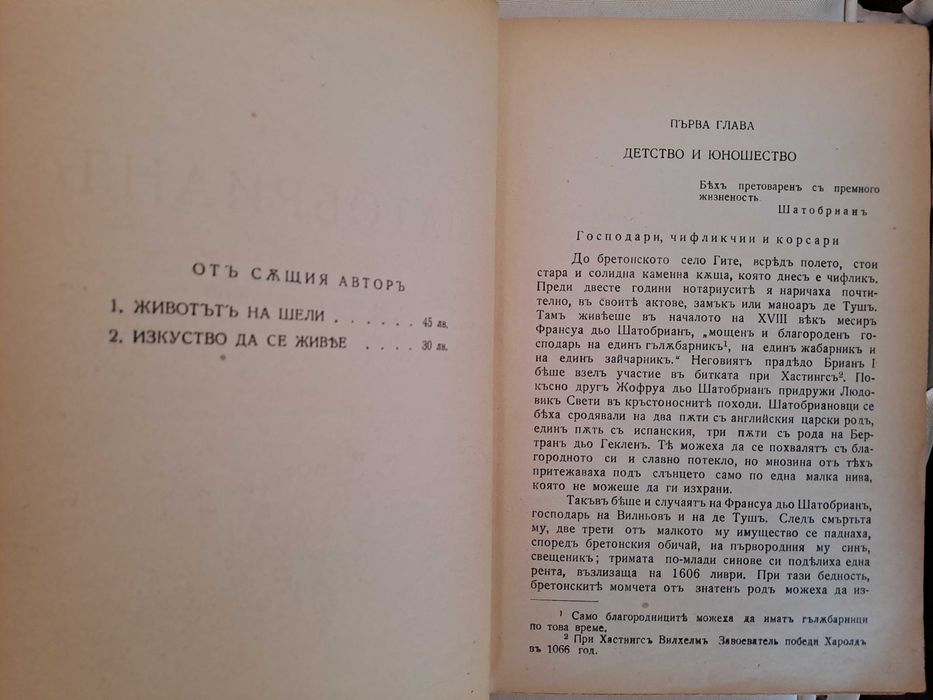 ОТЪ СѪЩИЯ АВТОРЪ
1. ЖИВОТЪТЪ НА ШЕЛИ . . . . . . 45 лв.
2. ИЗКУСТВО ДА СЕ ЖИВѢЕ . . . . 30 лв.
ПЪРВА ГЛАВА
ДЕТСТВО И ЮНОШЕСТВО
Бѣхъ претоваренъ съ премного
жизненость
Шатобрианъ
Господари, чифликчии и корсари
До бретонското село Гите, всрѣдъ полето, стои
стара и солидна каменна кѫща, която днесъ е чифликъ.
Преди двесте години нотариуситѣ я наричаха почти-
телно, въ своитѣ актове, замъкъ или маноаръ де Тушъ.
Тамъ живѣеше въ началото на XVIII вѣкъ месиръ
Франсуа дьо Шатобрианъ, „мощенъ и благороденъ го-
сподарь на единъ гълѫбарникъ¹, на единъ жабарникъ и
на единъ зайчарникъ." Неговиятъ прадѣдо Брианъ I
бѣше взелъ участие въ битката при Хастингсъ². По-
късно другъ Жофруа дьо Шатобрианъ придружи Людо-
викъ Свети въ кръстоноснитѣ походи. Шатобриановци се
бѣха сродявали на два пѫти съ английския царски родъ,
единъ пѫть съ испанския, три пѫти съ рода на Бер-
транъ дьо Гекленъ. Тѣ можеха да се похвалятъ съ бла-
городното си и славно потекло, но мнозина отъ тѣхъ
притежаваха подъ слънцето само по една малка нива,
която не можеше да ги изхрани.
Такъвъ бѣше и случаятъ на Франсуа дьо Шатобрианъ,
господарь на Вилньовъ и на де Тушъ. Следъ смъртьта
му, две трети отъ малкото му имущество се паднаха,
споредъ бретонския обичай, на първородния му синъ,
свещеникъ; тримата по-млади синове си подѣлиха една
рента, възлизаща на 1606 ливри. При тази бедность,
бретонскитѣ момчета отъ знатенъ родъ можеха да из-
¹ Само благородницитѣ можеха да иматъ гълѫбарници
по това време.
² При Хастингсъ Вилхелмъ Завоеватель победи Харолдъ
въ 1066 год.